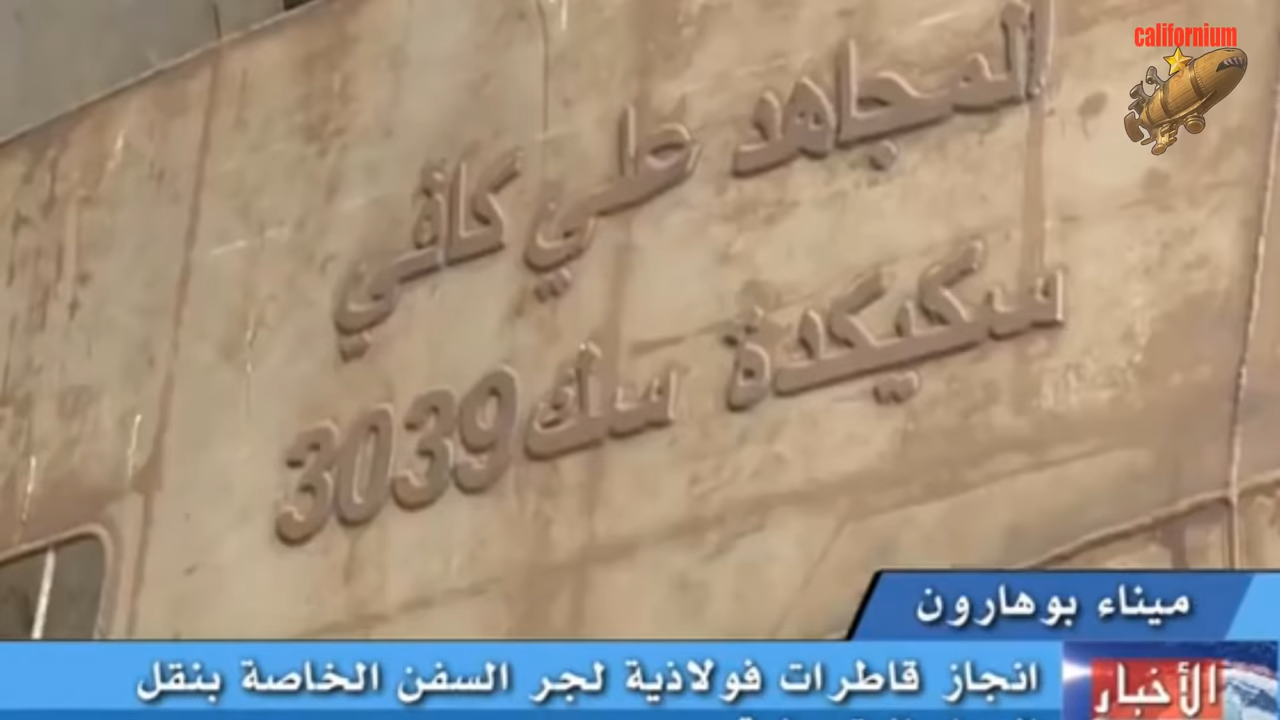 californium
المجاهد علي كافي
سكيكدة سك 3039
ميناء بوهارون
انجاز قاطرات فولاذية لجر السفن الخاصة بنقل
الأخبار